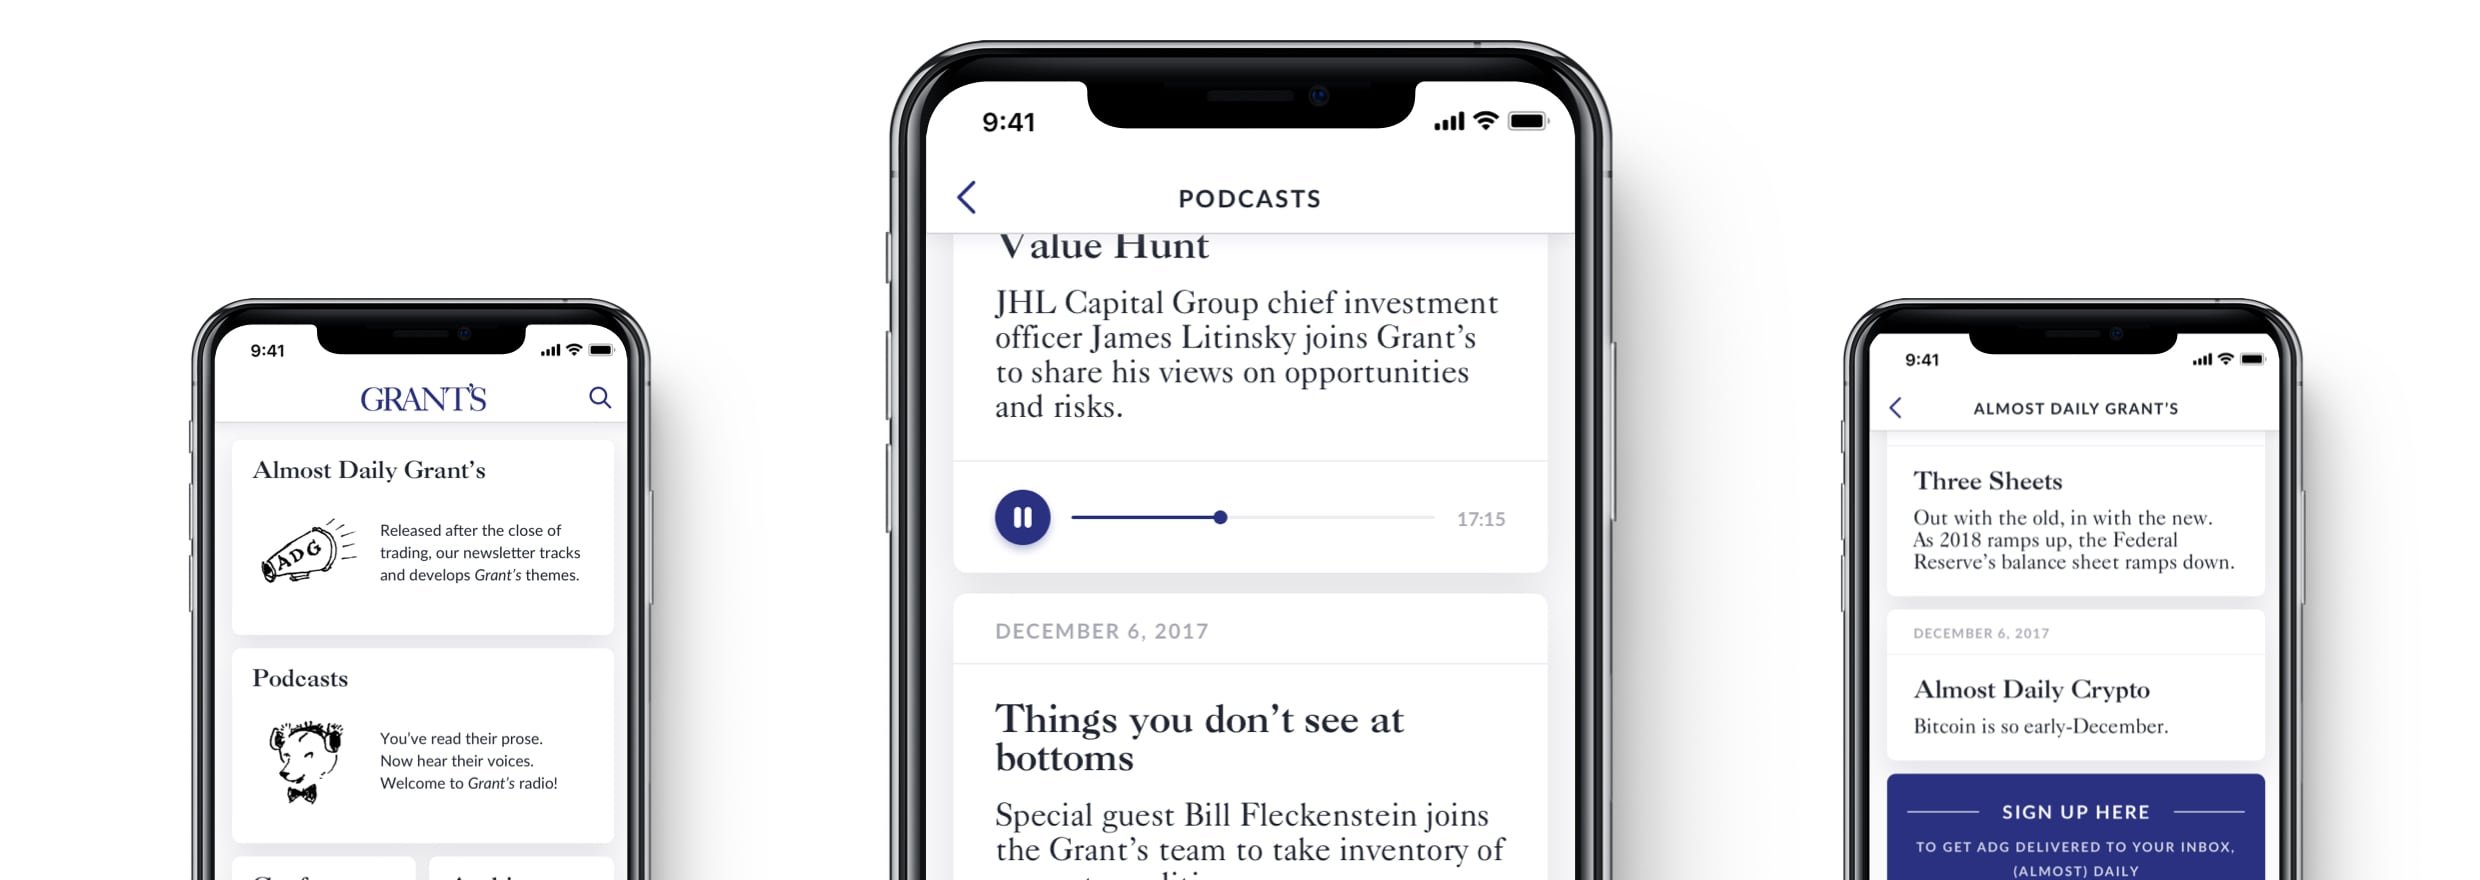 9:41
GRANT'S
Almost Daily Grant's
ADG
Released after the close of
trading, our newsletter tracks
and develops Grant's themes.
Podcasts
You've read their prose.
Now hear their voices.
Welcome to Grant's radio!
9:41
PODCASTS
Value Hunt
JHL Capital Group chief investment
officer James Litinsky joins Grant's
to share his views on opportunities
and risks.
17:15
DECEMBER 6, 2017
Things you don't see at
bottoms
Special guest Bill Fleckenstein joins
the Grant's team to take inventory of
9:41
ALMOST DAILY GRANT'S
Three Sheets
Out with the old, in with the new.
As 2018 ramps up, the Federal
Reserve's balance sheet ramps down.
DECEMBER 6, 2017
Almost Daily Crypto
Bitcoin is so early-December.
SIGN UP HERE
TO GET ADG DELIVERED TO YOUR INBOX,
(ALMOST) DAILY